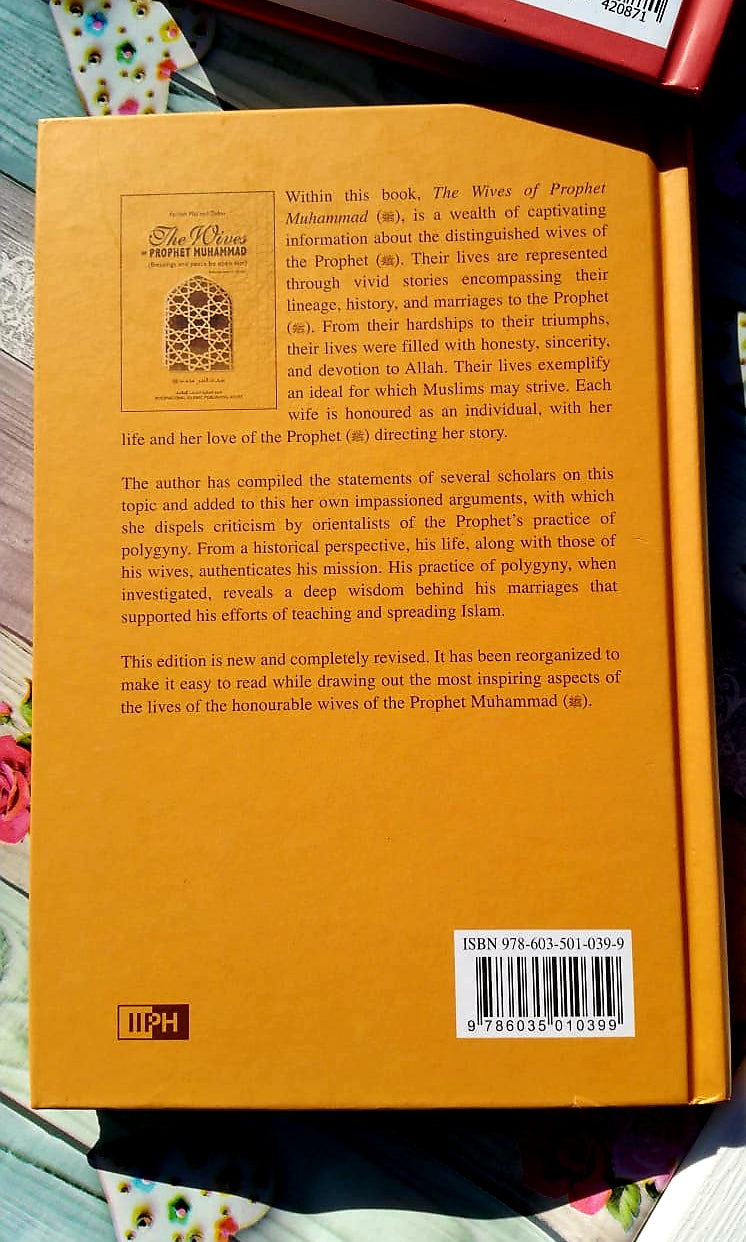 420871
The Wives
OF PROPHET MUHAMMAD
(blessings and peace be upon him)
INTERNATIONAL ISLAMIC PUBLISHING HOUSE
Within this book, The Wives of Prophet
Muhammad (ﷺ), is a wealth of captivating
information about the distinguished wives of
the Prophet (ﷺ). Their lives are represented
through vivid stories encompassing their
lineage, history, and marriages to the Prophet
(ﷺ). From their hardships to their triumphs,
their lives were filled with honesty, sincerity,
and devotion to Allah. Their lives exemplify
an ideal for which Muslims may strive. Each
wife is honoured as an individual, with her
life and her love of the Prophet (ﷺ) directing her story.
The author has compiled the statements of several scholars on this
topic and added to this her own impassioned arguments, with which
she dispels criticism by orientalists of the Prophet's practice of
polygyny. From a historical perspective, his life, along with those of
his wives, authenticates his mission. His practice of polygyny, when
investigated, reveals a deep wisdom behind his marriages that
supported his efforts of teaching and spreading Islam.
This edition is new and completely revised. It has been reorganized to
make it easy to read while drawing out the most inspiring aspects of
the lives of the honourable wives of the Prophet Muhammad (ﷺ).
ISBN 978-603-501-039-9
9 786035 010399
IIPH